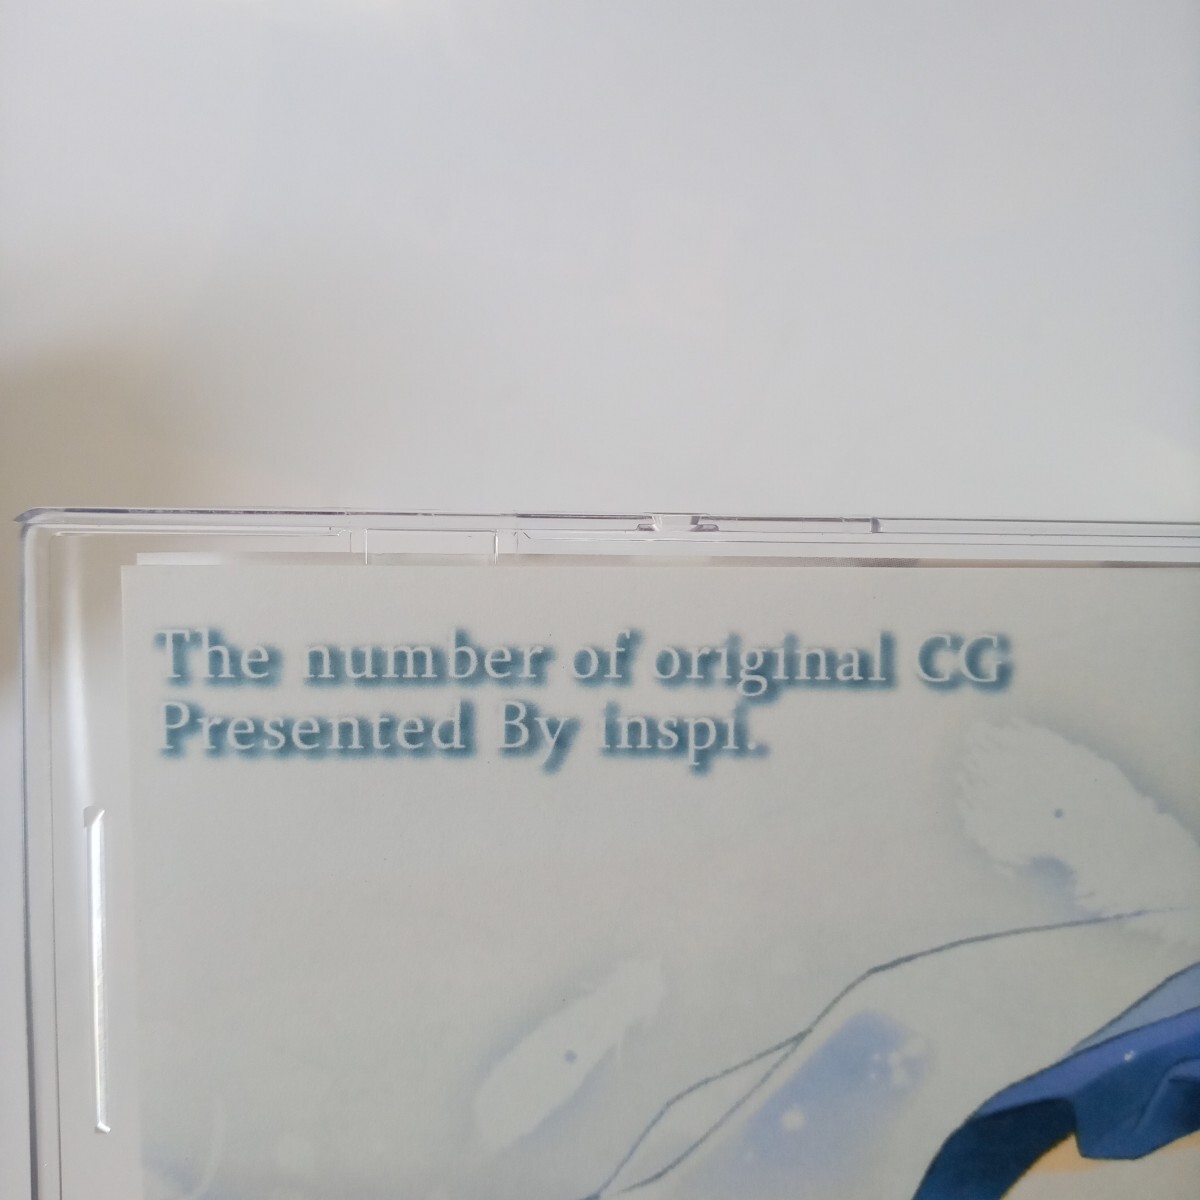 The number of original CG
Presented By inspi.